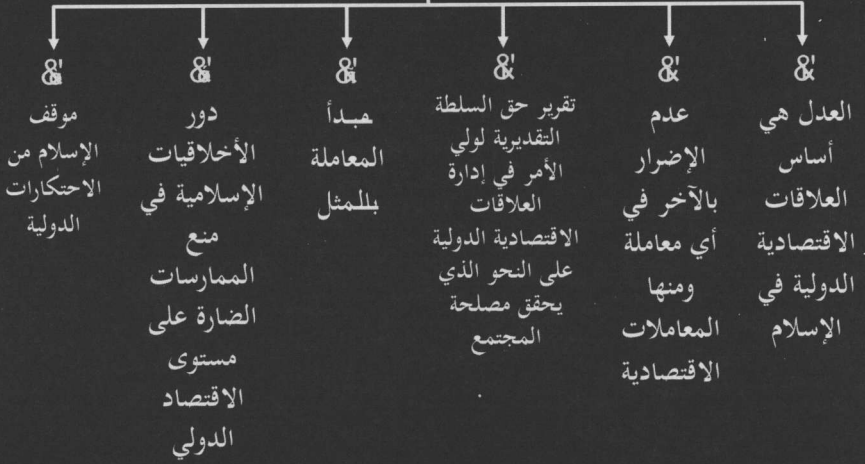 العدل هي
أساس
العلاقات
الاقتصادية
الدولية في
الإسلام
عدم
الإضرار
بالآخر في
أي معاملة
ومنها
المعاملات
الاقتصادية
تقرير حق السلطة
التقديرية لولي
الأمر في إدارة
العلاقات
الاقتصادية الدولية
على النحو الذي
يحقق مصلحة
المجتمع
مبدأ
المعاملة
بالمثل
دور
الأخلاقيات
الإسلامية في
منع
الممارسات
الضارة على
مستوى
الاقتصاد
الدولي
موقف
الإسلام من
الاحتكارات
الدولية